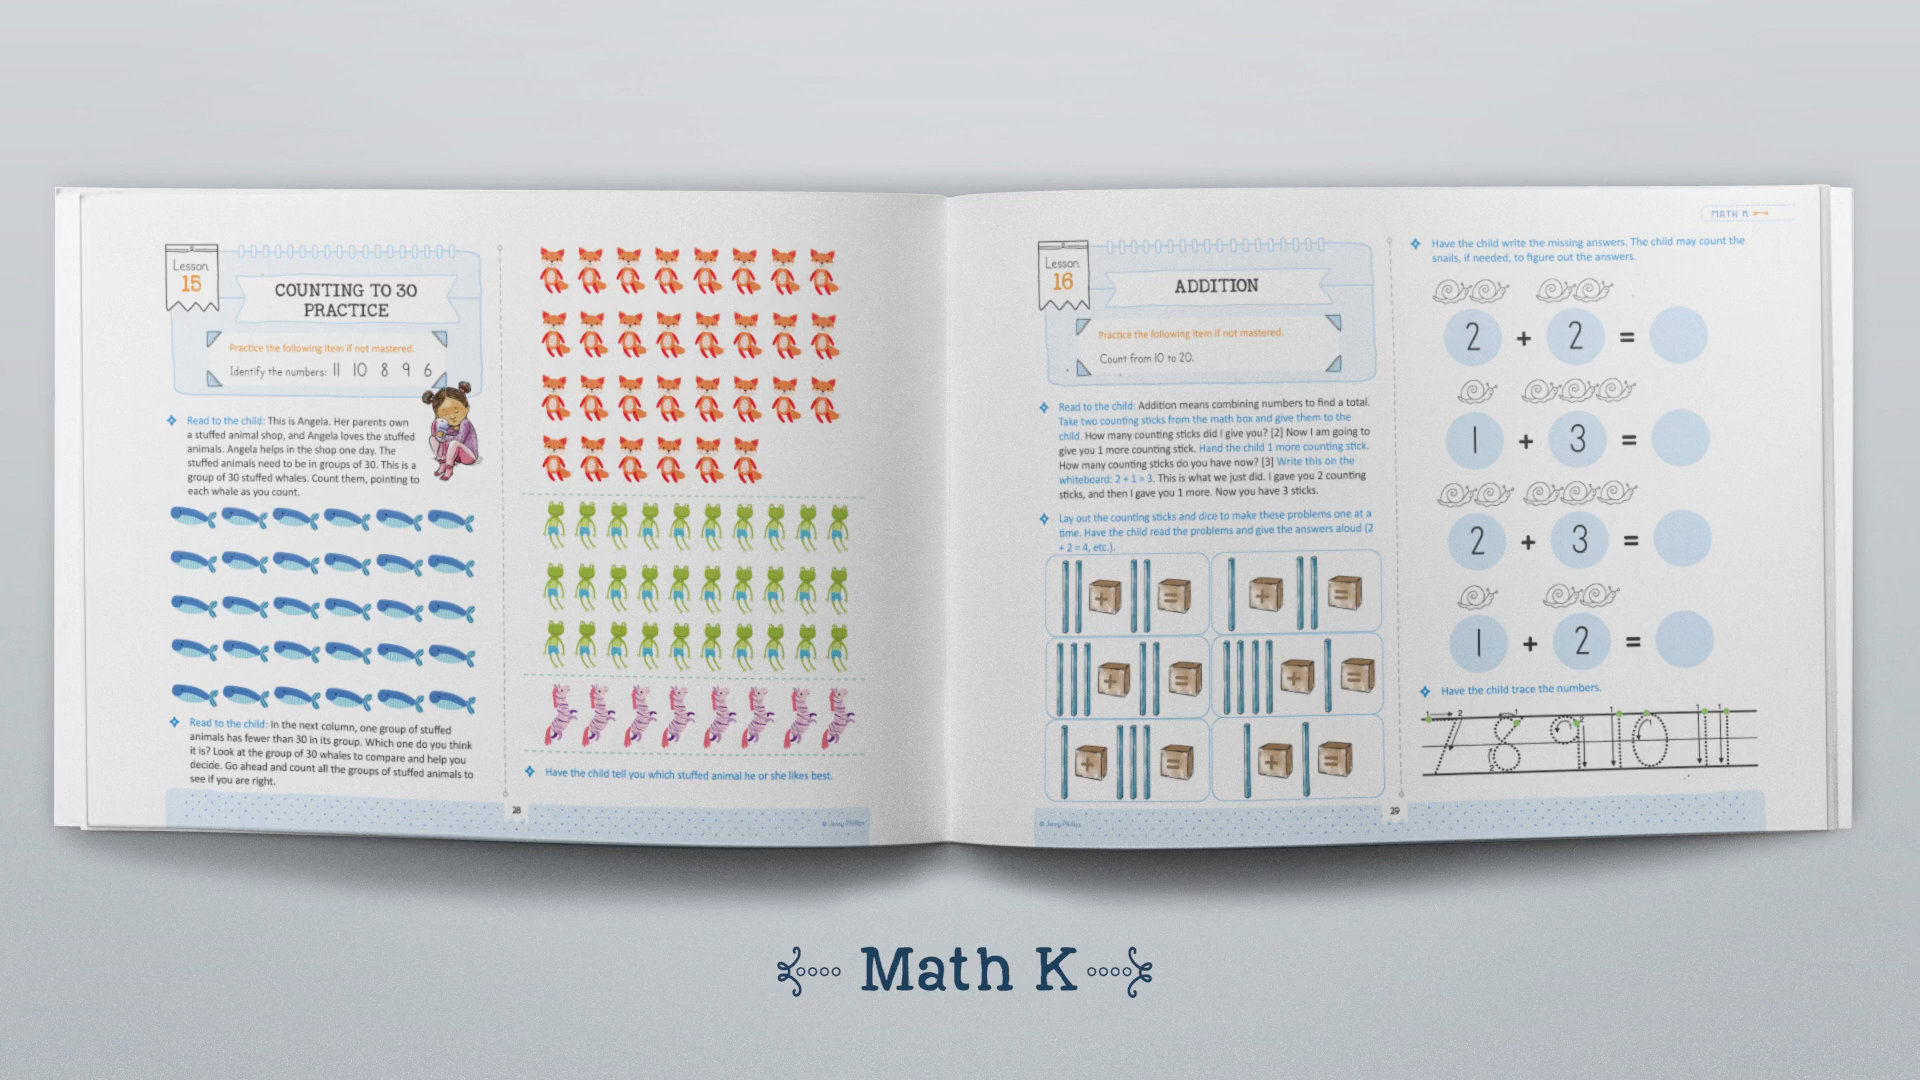 Lesson
15
COUNTING TO 30
PRACTICE
Practice the following item if not mastered.
Identify the numbers: 11 10 8 9 6
Read to the child: This is Angela. Her parents own
a stuffed animal shop, and Angela loves the stuffed
animals. Angela helps in the shop one day. The
stuffed animals need to be in groups of 30. This is a
group of 30 stuffed whales. Count them, pointing to
each whale as you count.
Read to the child: In the next column, one group of stuffed
animals has fewer than 30 in its group. Which one do you think
it is? Look at the group of 30 whales to compare and help you
decide. Go ahead and count all the groups of stuffed animals to
see if you are right.
Have the child tell you which stuffed animal he or she likes best.
28
© Jenny Phillips
Lesson
16
ADDITION
Practice the following item if not mastered.
Count from 10 to 20.
Read to the child: Addition means combining numbers to find a total.
Take two counting sticks from the math box and give them to the
child. How many counting sticks did I give you? [2] Now I am going to
give you 1 more counting stick. Hand the child 1 more counting stick.
How many counting sticks do you have now? [3] Write this on the
whiteboard: 2 + 1 = 3. This is what we just did. I gave you 2 counting
sticks, and then I gave you 1 more. Now you have 3 sticks.
Lay out the counting sticks and dice to make these problems one at a
time. Have the child read the problems and give the answers aloud (2
+ 2 = 4, etc.).
+ =
+ =
+ =
+ =
+ =
+ =
© Jenny Phillips
29
MATH K
Have the child write the missing answers. The child may count the
snails, if needed, to figure out the answers.
2 + 2 =
1 + 3 =
2 + 3 =
1 + 2 =
Have the child trace the numbers.
7 8 9 10 11
Math K